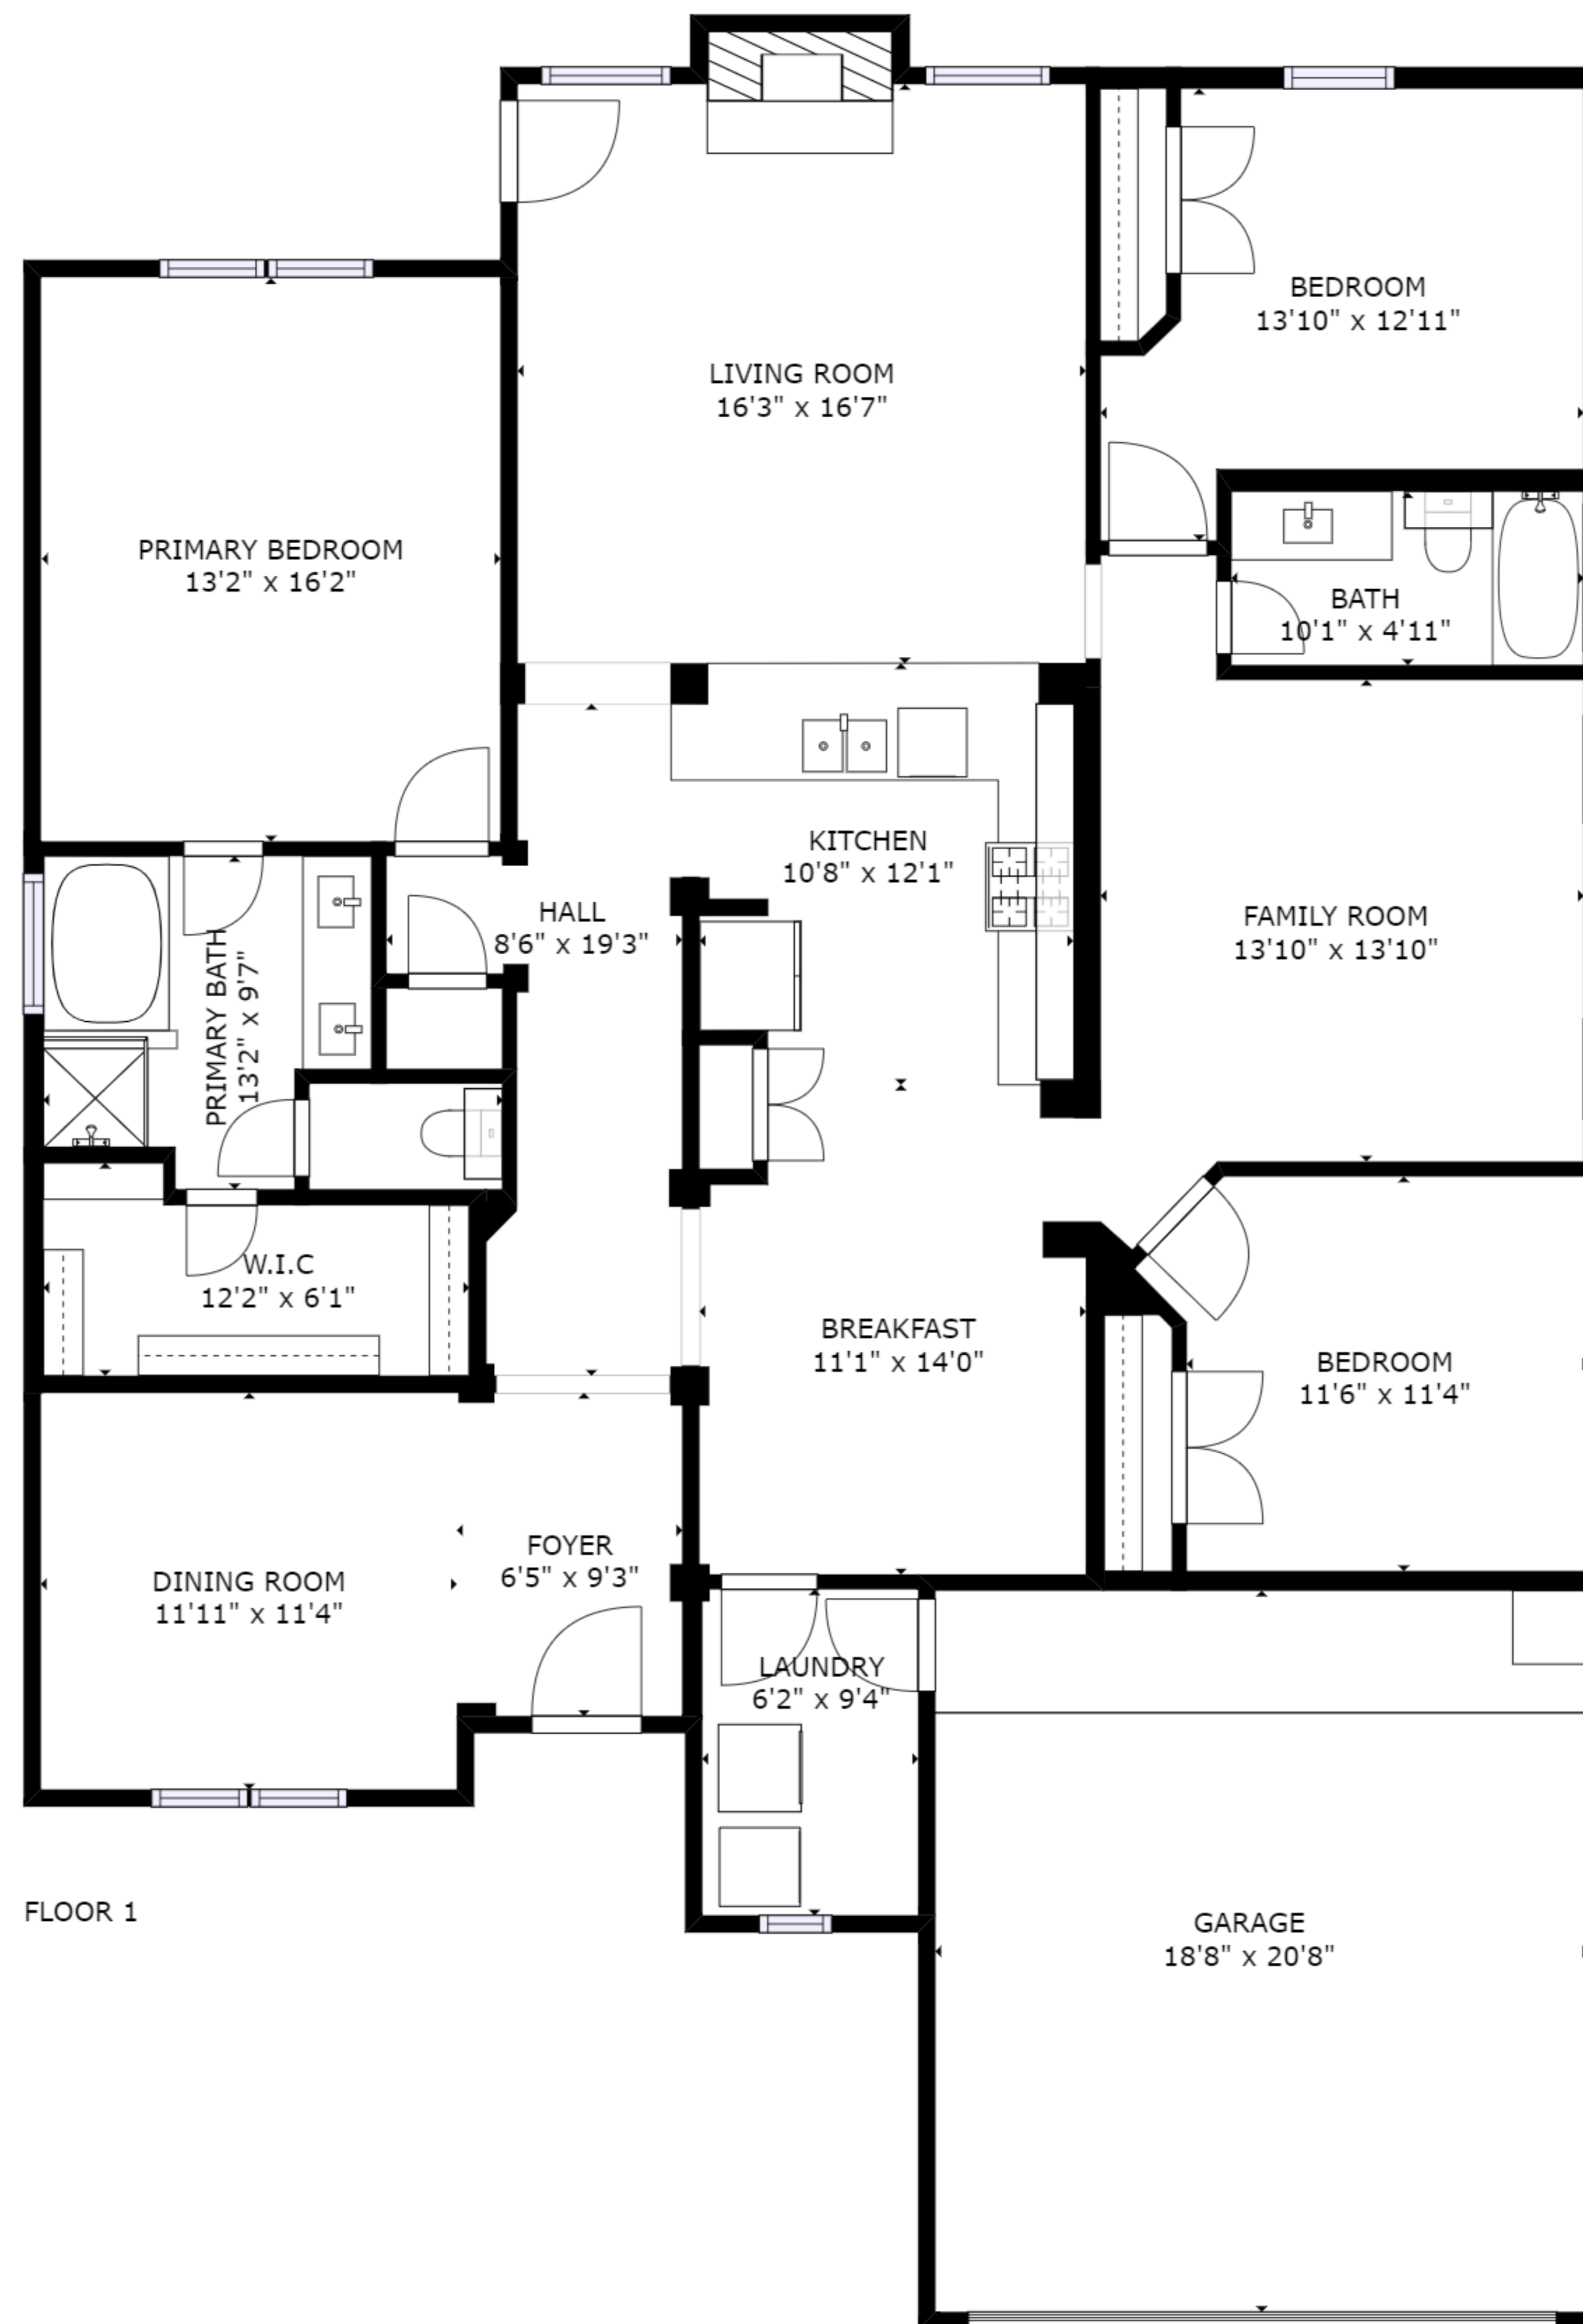 BEDROOM
13'10" x 12'11"
LIVING ROOM
16'3" x 16'7"
PRIMARY BEDROOM
13'2" x 16'2"
BATH
10'1" x 4'11"
KITCHEN
10'8" x 12'1"
HALL
8'6" x 19'3"
FAMILY ROOM
13'10" x 13'10"
PRIMARY BATH
13'2" x 9'7"
W.I.C
12'2" x 6'1"
BREAKFAST
11'1" x 14'0"
BEDROOM
11'6" x 11'4"
FOYER
6'5" x 9'3"
DINING ROOM
11'11" x 11'4"
LAUNDRY
6'2" x 9'4"
FLOOR 1
GARAGE
18'8" x 20'8"